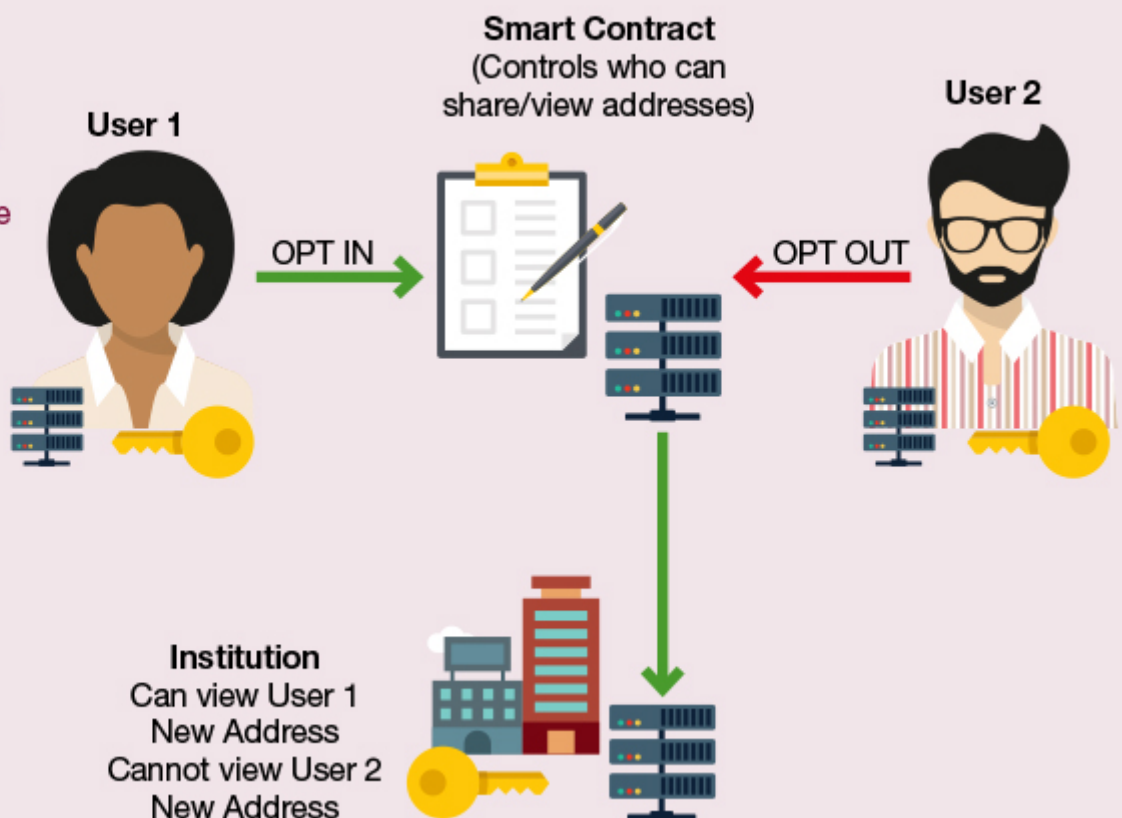 Smart Contract
(Controls who can
share/view addresses)
User 1
User 2
e
OPT IN
OPT OUT
Institution
Can view User 1
New Address
Cannot view User 2
New Address